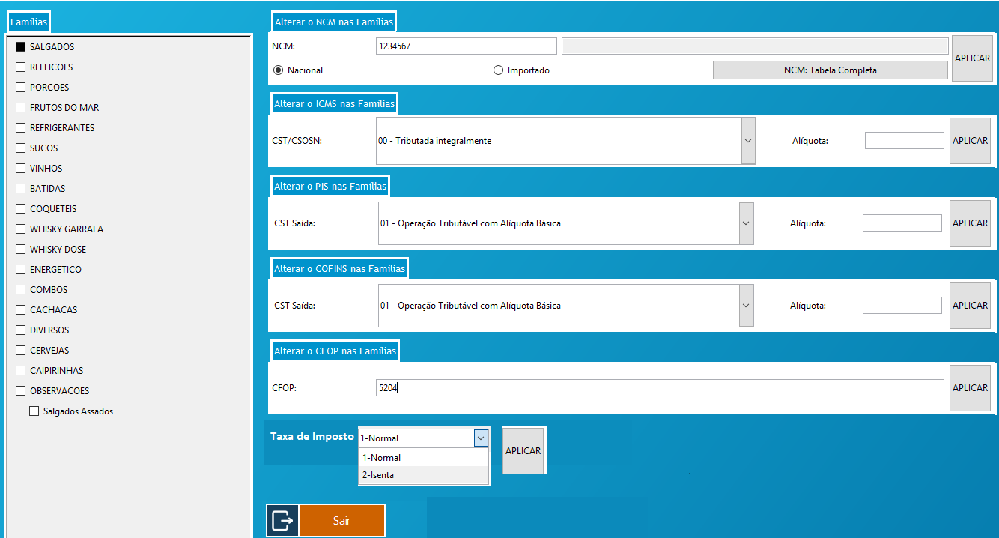 Famílias
SALGADOS
REFEICOES
PORCOES
FRUTOS DO MAR
REFRIGERANTES
SUCOS
VINHOS
BATIDAS
COQUETEIS
WHISKY GARRAFA
WHISKY DOSE
ENERGETICO
COMBOS
CACHACAS
DIVERSOS
CERVEJAS
CAIPIRINHAS
OBSERVACOES
Salgados Assados
Alterar o NCM nas Famílias
NCM: 1234567 APLICAR
Nacional Importado NCM: Tabela Completa
Alterar o ICMS nas Famílias
CST/CSOSN: 00 - Tributada integralmente Alíquota: APLICAR
Alterar o PIS nas Famílias
CST Saída: 01 - Operação Tributável com Alíquota Básica Alíquota: APLICAR
Alterar o COFINS nas Famílias
CST Saída: 01 - Operação Tributável com Alíquota Básica Alíquota: APLICAR
Alterar o CFOP nas Famílias
CFOP: 5204 APLICAR
Taxa de Imposto 1-Normal APLICAR
1-Normal
2-Isenta
Sair